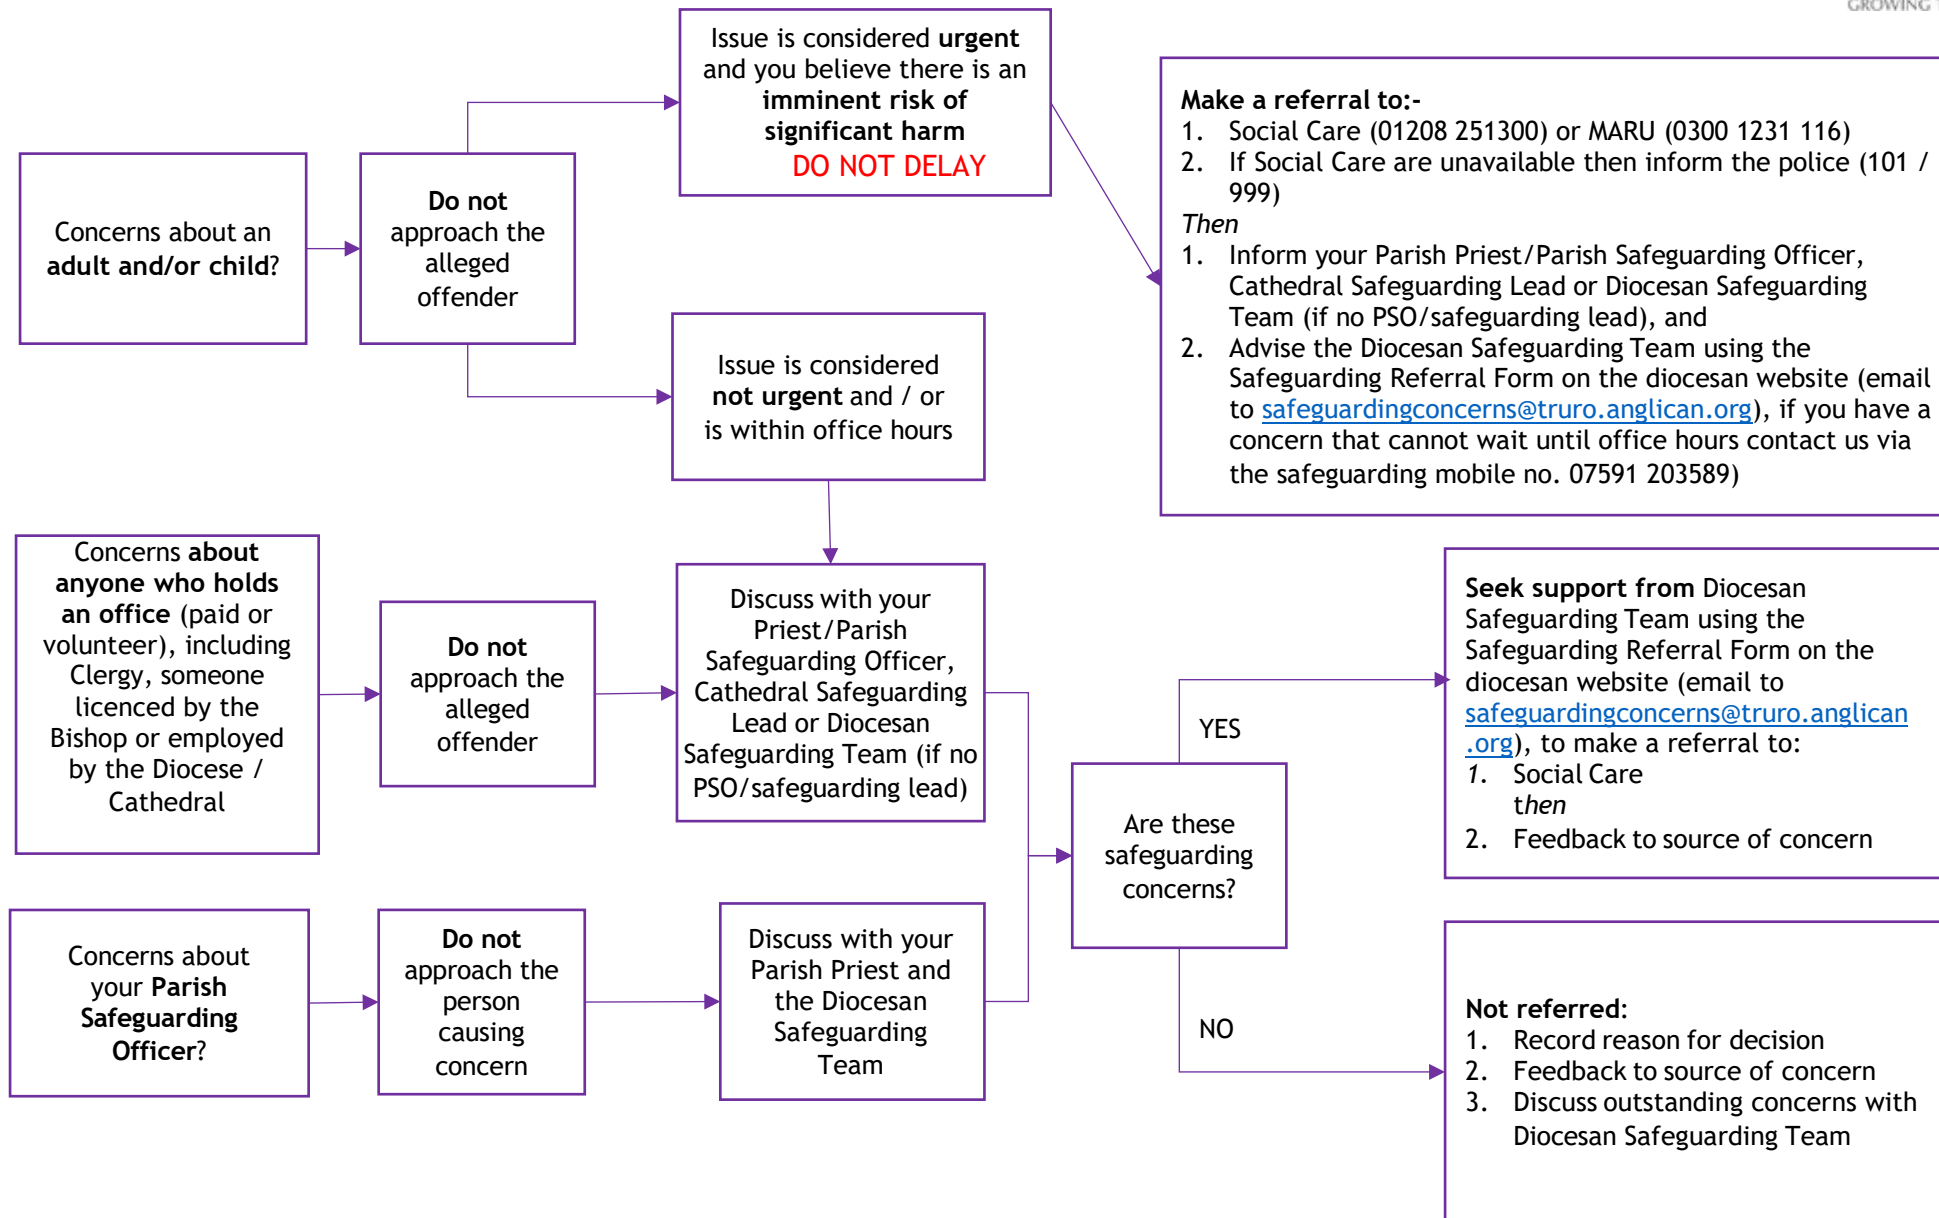 GROWING
Issue is considered urgent
and you believe there is an
imminent risk of
significant harm
DO NOT DELAY
Make a referral to:-
1. Social Care (01208 251300) or MARU (0300 1231 116)
2. If Social Care are unavailable then inform the police (101 /
999)
Then
1. Inform your Parish Priest/Parish Safeguarding Officer,
Cathedral Safeguarding Lead or Diocesan Safeguarding
Team (if no PSO/safeguarding lead), and
2. Advise the Diocesan Safeguarding Team using the
Safeguarding Referral Form on the diocesan website (email
to safeguardingconcerns@truro.anglican.org), if you have a
concern that cannot wait until office hours contact us via
the safeguarding mobile no. 07591 203589)
Concerns about an
adult and/or child?
Do not
approach the
alleged
offender
Issue is considered
not urgent and / or
is within office hours
Concerns about
anyone who holds
an office (paid or
volunteer), including
Clergy, someone
licenced by the
Bishop or employed
by the Diocese /
Cathedral
Do not
approach the
alleged
offender
Discuss with your
Priest/Parish
Safeguarding Officer,
Cathedral Safeguarding
Lead or Diocesan
Safeguarding Team (if no
PSO/safeguarding lead)
Concerns about
your Parish
Safeguarding
Officer?
Do not
approach the
person
causing
concern
Discuss with your
Parish Priest and
the Diocesan
Safeguarding
Team
Are these
safeguarding
concerns?
YES
Seek support from Diocesan
Safeguarding Team using the
Safeguarding Referral Form on the
diocesan website (email to
safeguardingconcerns@truro.anglican
.org), to make a referral to:
1. Social Care
then
2. Feedback to source of concern
NO
Not referred:
1. Record reason for decision
2. Feedback to source of concern
3. Discuss outstanding concerns with
Diocesan Safeguarding Team